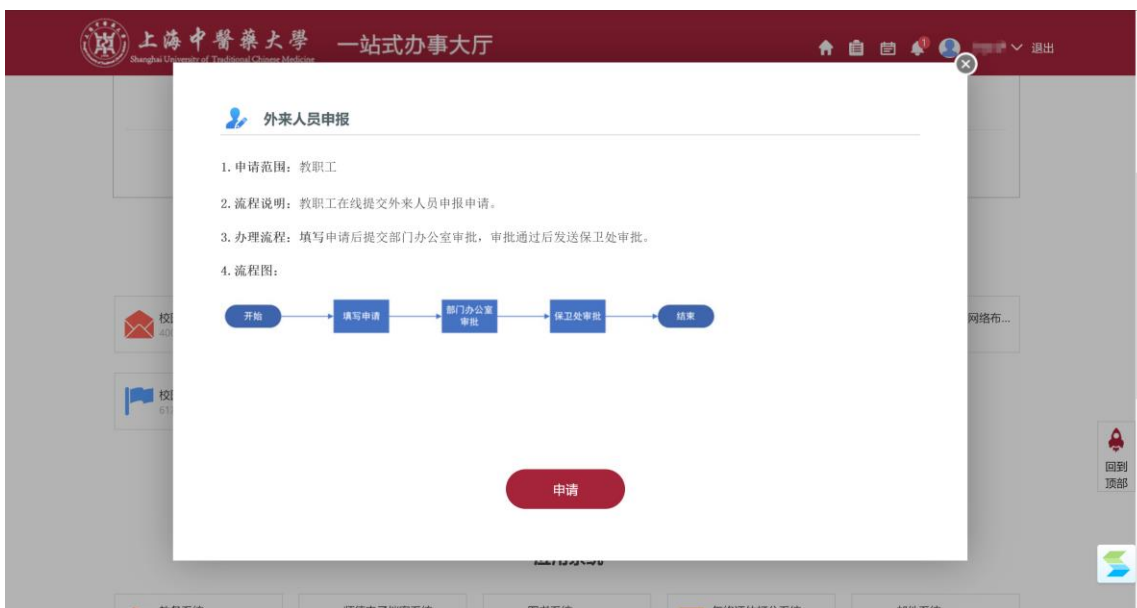 上海中醫藥大學
Shanghai University of Traditional Chinese Medicine
一站式办事大厅
退出
外来人员申报
1. 申请范围：教职工
2. 流程说明：教职工在线提交外来人员申报申请。
3. 办理流程：填写申请后提交部门办公室审批，审批通过后发送保卫处审批。
4. 流程图：
开始
填写申请
部门办公室
审批
保卫处审批
结束
网络布...
申请
回到
顶部